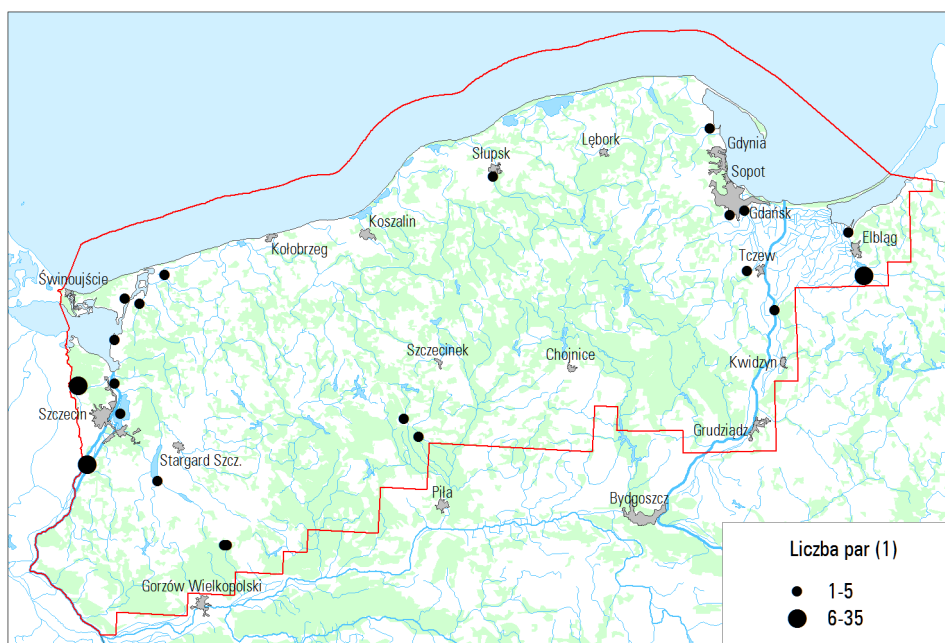 Gdynia
Lębork
Słupsk
Sopot
Gdańsk
Koszalin
Elbląg
Kołobrzeg
Tczew
Świnoujście
Szczecinek
Chojnice
Kwidzyn
Szczecin
Grudziadz
Stargard Szcz.
Piła
Bydgoszcz
Liczba par (1)
Gorzów Wielkopolski
1-5
6-35